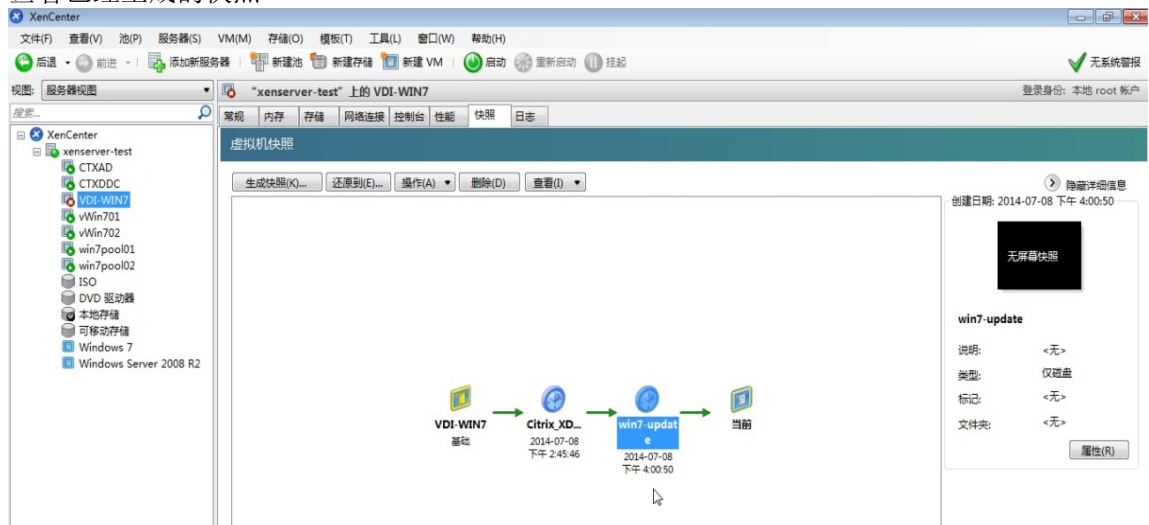 XenCenter
文件(F) 查看(V) 池(P) 服务器(S) VM(M) 存储(O) 模板(T) 工具(L) 窗口(W) 帮助(H)
后退 前进 添加新服务器 新建池 新建存储 新建 VM 启动 重新启动 挂起 无系统警报
视图: 服务器视图 “xenserver-test” 上的 VDI-WIN7 登录身份: 本地 root 帐户
搜索... 常规 内存 存储 网络连接 控制台 性能 快照 日志
XenCenter
xenserver-test
CTXAD
CTXDDC
VDI-WIN7
vWin701
vWin702
win7pool01
win7pool02
ISO
DVD 驱动器
本地存储
可移动存储
Windows 7
Windows Server 2008 R2
虚拟机快照
生成快照(K)... 还原到(E)... 操作(A) 删除(D) 查看(I)
隐藏详细信息
VDI-WIN7
基础
Citrix_XD...
2014-07-08
下午 2:45:46
win7-updat
e
2014-07-08
下午 4:00:50
当前
创建日期: 2014-07-08 下午 4:00:50
无屏幕快照
win7-update
说明: <无>
类型: 仅磁盘
标记: <无>
文件夹: <无>
属性(R)